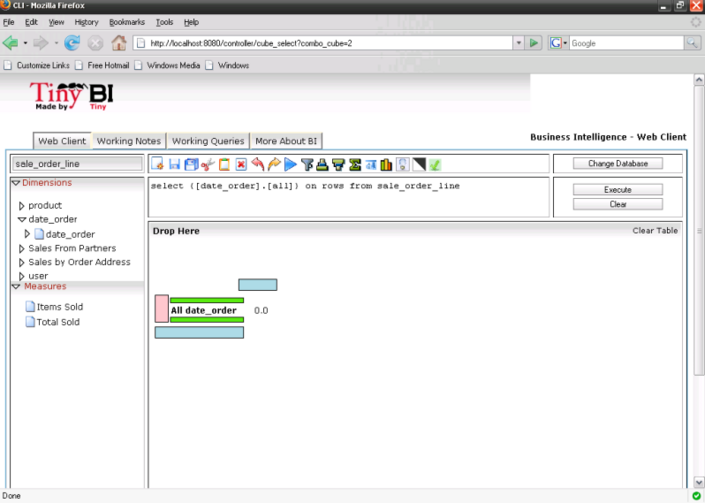 CLI - Mozilla Firefox
File Edit View History Bookmarks Tools Help
http://localhost:8080/controller/cube_select?combo_cube=2
G Google
Customize Links Free Hotmail Windows Media Windows
Tiny BI
Made by Tiny
Web Client Working Notes Working Queries More About BI
Business Intelligence - Web Client
sale_order_line
Change Database
Dimensions
select ([date_order].[all]) on rows from sale_order_line
Execute
Clear
product
date_order
date_order
Sales From Partners
Sales by Order Address
user
Measures
Items Sold
Total Sold
Drop Here
Clear Table
All date_order 0.0
Done